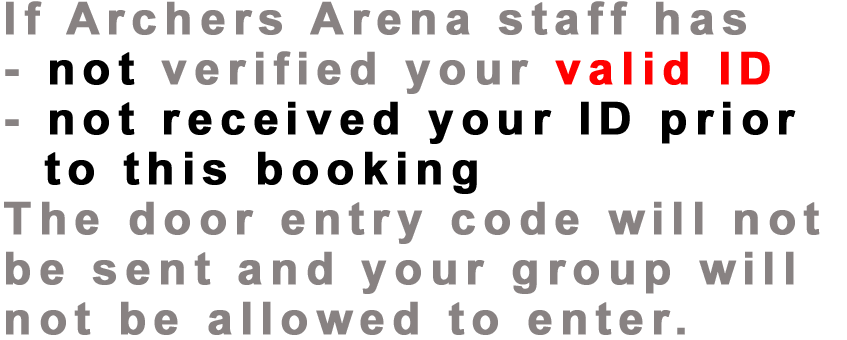 If Archers Arena staff has
- not verified your valid ID
- not received your ID prior
to this booking
The door entry code will not
be sent and your group will
not be allowed to enter.